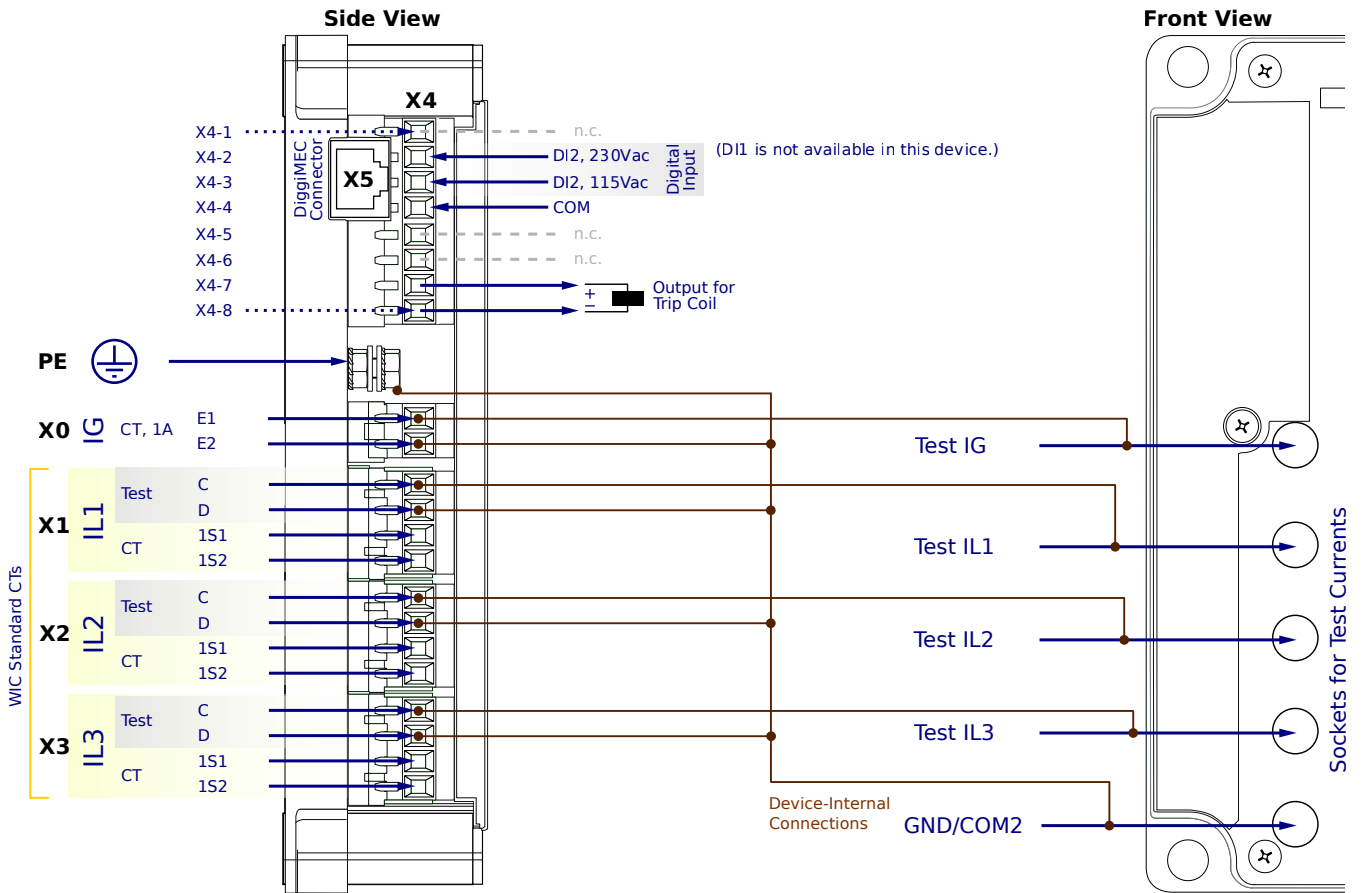 Side View
Front View
X4
X4-1
n.c.
X4-2
DI2, 230Vac
(DI1 is not available in this device.)
X4-3
DI2, 115Vac
Digital
Input
X4-4
COM
X5
DiggiMEC
Connector
X4-5
n.c.
X4-6
n.c.
X4-7
+
Output for
Trip Coil
X4-8
−
PE
X0
IG
CT, 1A
E1
E2
Test IG
WIC Standard CTs
X1
IL1
Test
C
D
CT
1S1
1S2
Test IL1
X2
IL2
Test
C
D
CT
1S1
1S2
Test IL2
X3
IL3
Test
C
D
CT
1S1
1S2
Test IL3
Device-Internal
Connections
GND/COM2
Sockets for Test Currents